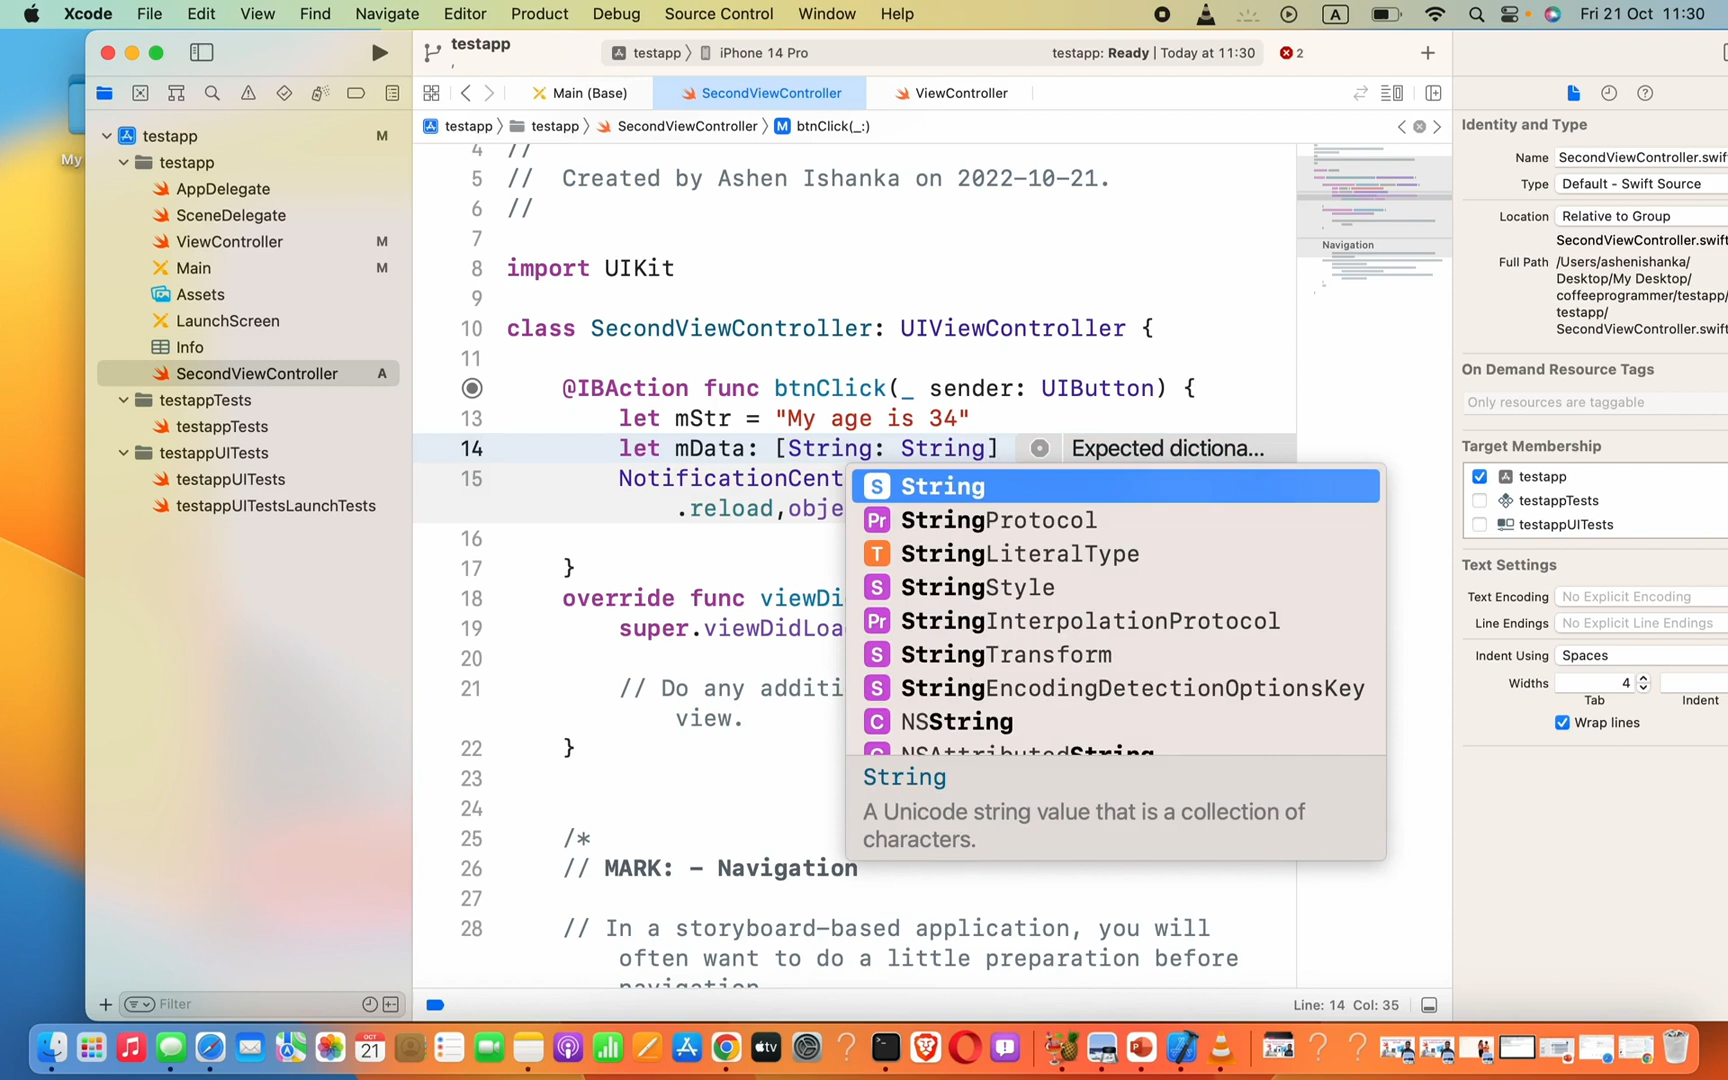 Xcode File Edit View Find Navigate Editor Product Debug Source Control Window Help A Fri 21 Oct 11:30
testapp
testapp iPhone 14 Pro testapp: Ready | Today at 11:30 2
Main (Base) SecondViewController ViewController
testapp testapp SecondViewController M btnClick(_:)
My
testapp M
testapp
AppDelegate
SceneDelegate
ViewController M
Main M
Assets
LaunchScreen
Info
SecondViewController A
testappTests
testappTests
testappUITests
testappUITests
testappUITestsLaunchTests
Filter
4 //
5 // Created by Ashen Ishanka on 2022-10-21.
6 //
7
8 import UIKit
9
10 class SecondViewController: UIViewController {
11
@IBAction func btnClick(_ sender: UIButton) {
13 let mStr = "My age is 34"
14 let mData: [String: String] Expected dictiona...
15 NotificationCent
.reload,obje
16
17 }
18 override func viewDi
19 super.viewDidLoa
20
21 // Do any additi
view.
22 }
23
24
25 /*
26 // MARK: - Navigation
27
28 // In a storyboard-based application, you will
often want to do a little preparation before
navigation
S String
Pr StringProtocol
T StringLiteralType
S StringStyle
Pr StringInterpolationProtocol
S StringTransform
S StringEncodingDetectionOptionsKey
C NSString
C NSAttributedString
String
A Unicode string value that is a collection of
characters.
Navigation
Line: 14 Col: 35
Identity and Type
Name SecondViewController.swift
Type Default - Swift Source
Location Relative to Group
SecondViewController.swift
Full Path /Users/ashenishanka/
Desktop/My Desktop/
coffeeprogrammer/testapp/
testapp/
SecondViewController.swift
On Demand Resource Tags
Only resources are taggable
Target Membership
testapp
testappTests
testappUITests
Text Settings
Text Encoding No Explicit Encoding
Line Endings No Explicit Line Endings
Indent Using Spaces
Widths 4
Tab Indent
Wrap lines
OCT
21
tv